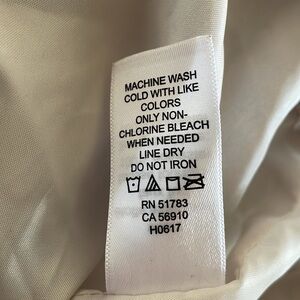 MACHINE WASH
COLD WITH LIKE
COLORS
ONLY NON-
CHLORINE BLEACH
WHEN NEEDED
LINE DRY
DO NOT IRON
RN 51783
CA 56910
H0617